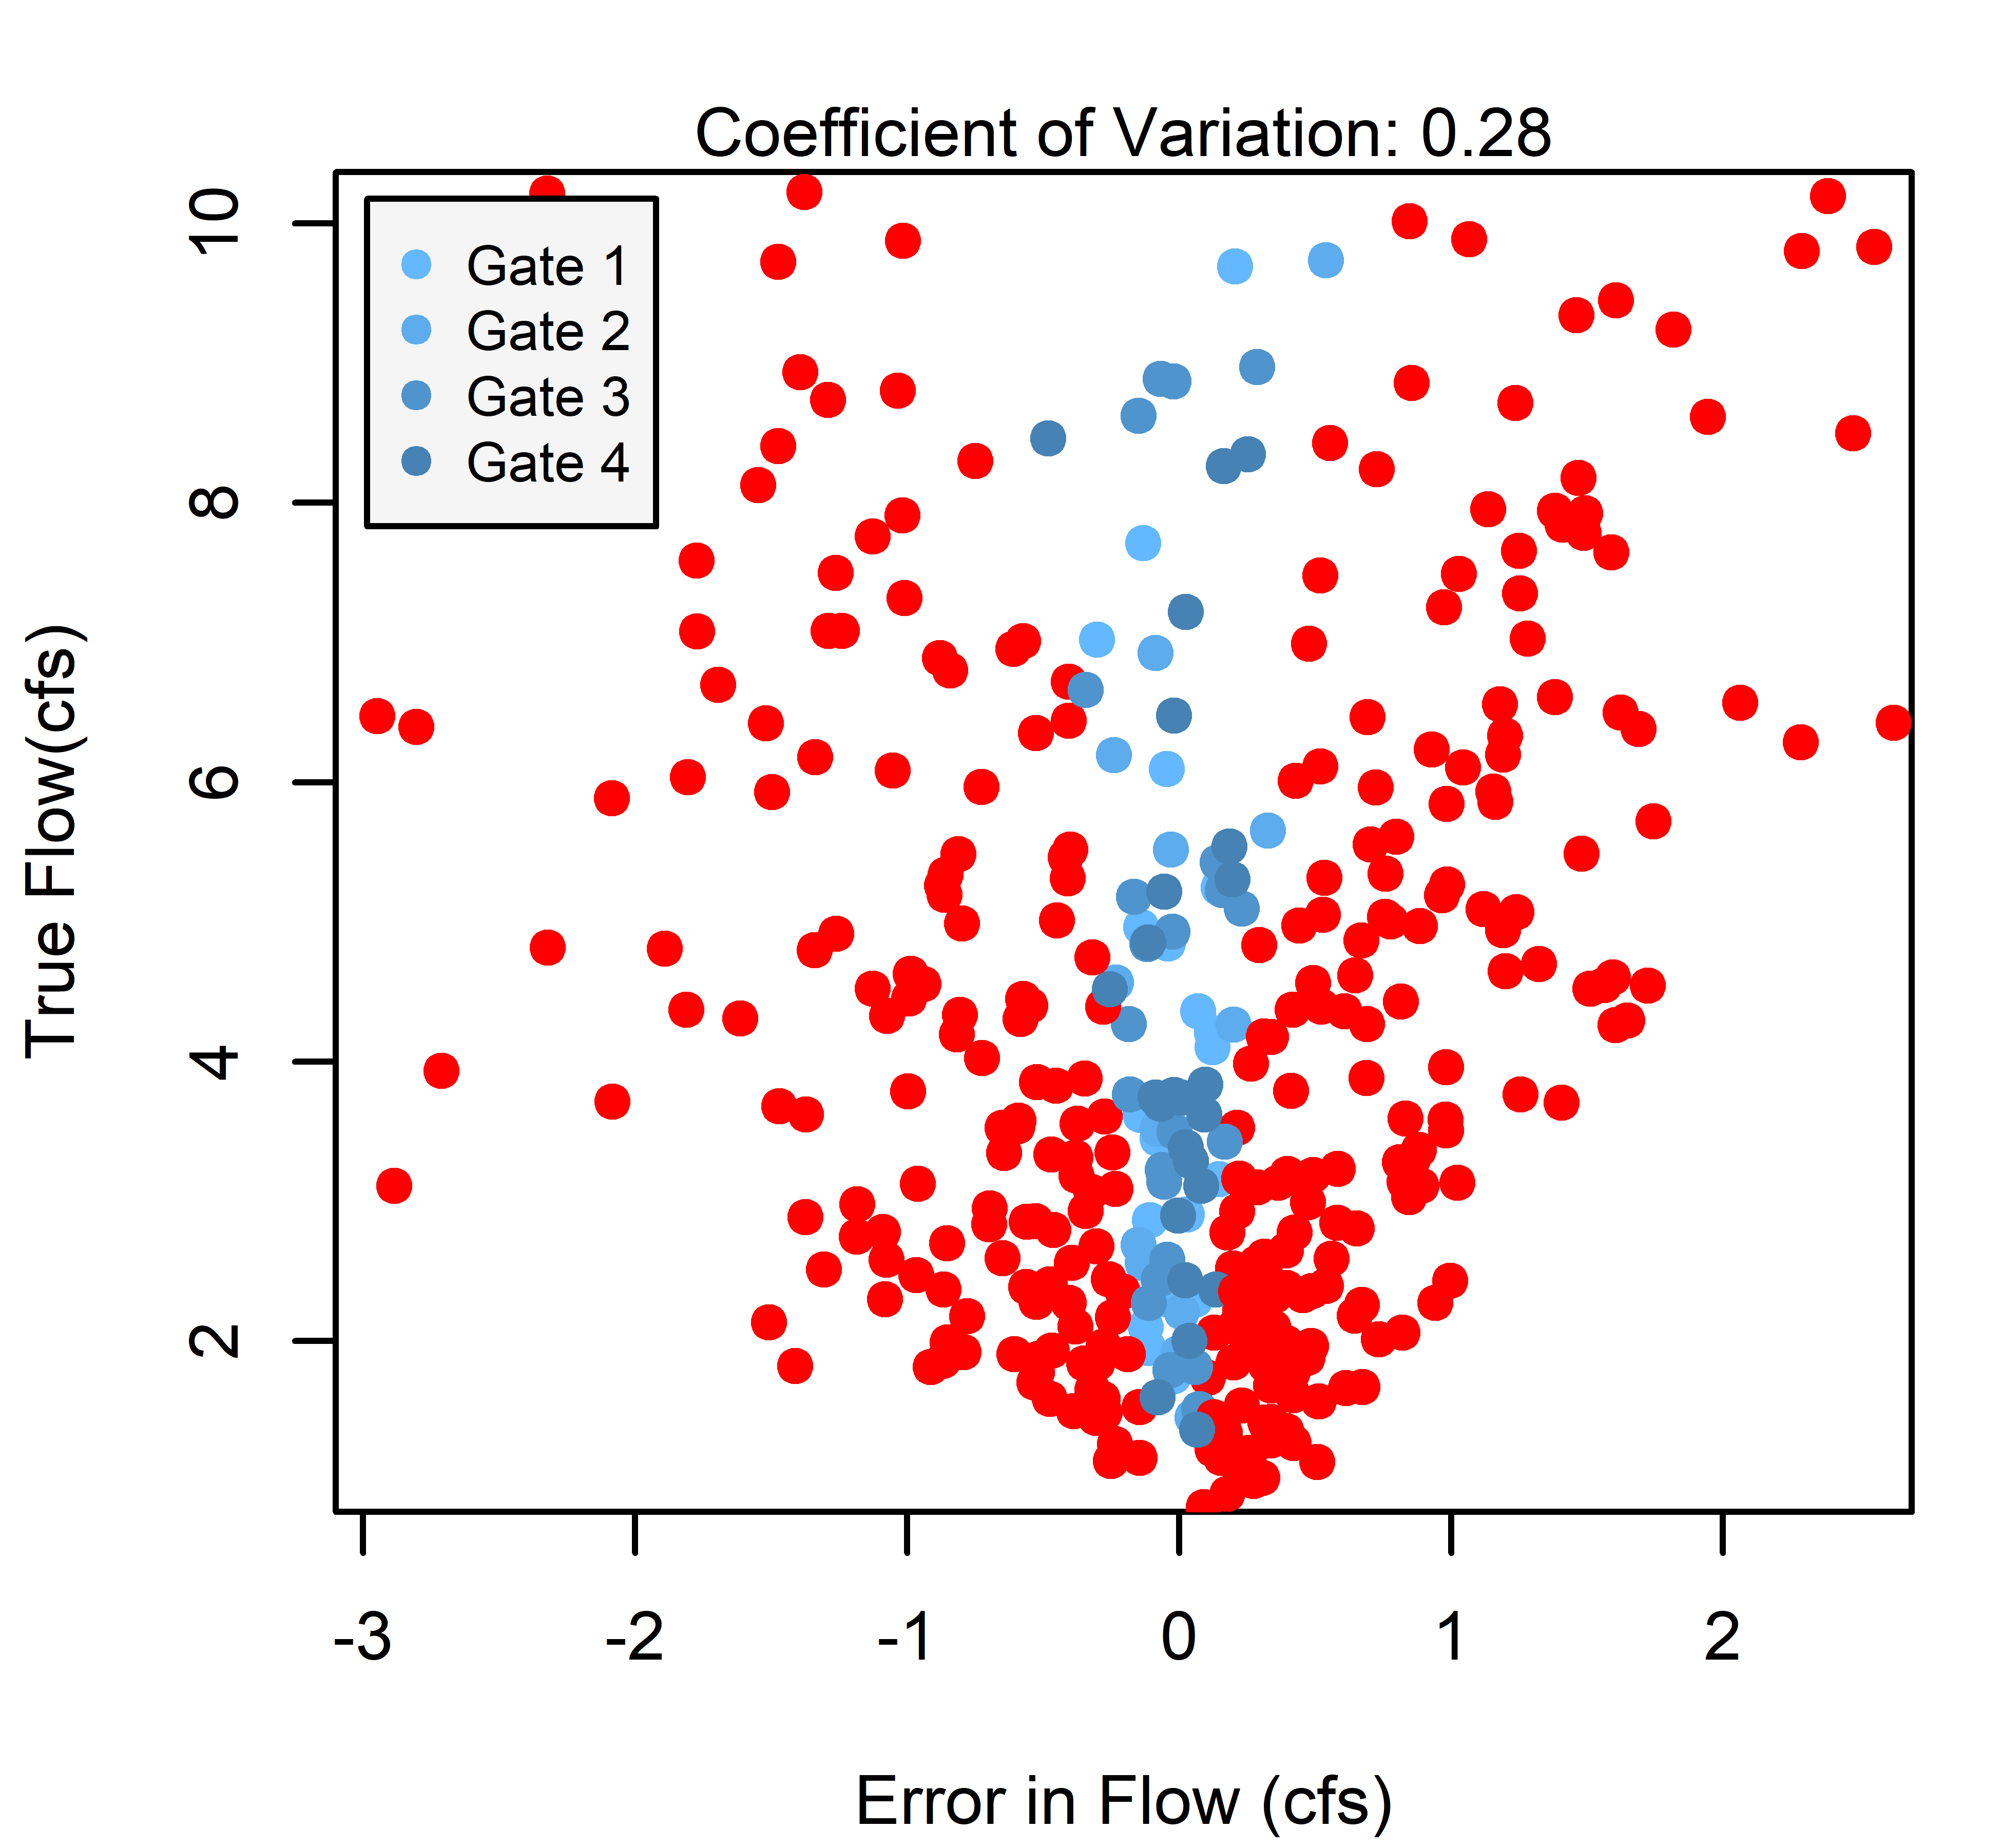 Coefficient of Variation: 0.28
Gate 1
Gate 2
Gate 3
Gate 4
True Flow(cfs)
10
8
6
4
2
-3 -2 -1 0 1 2
Error in Flow (cfs)